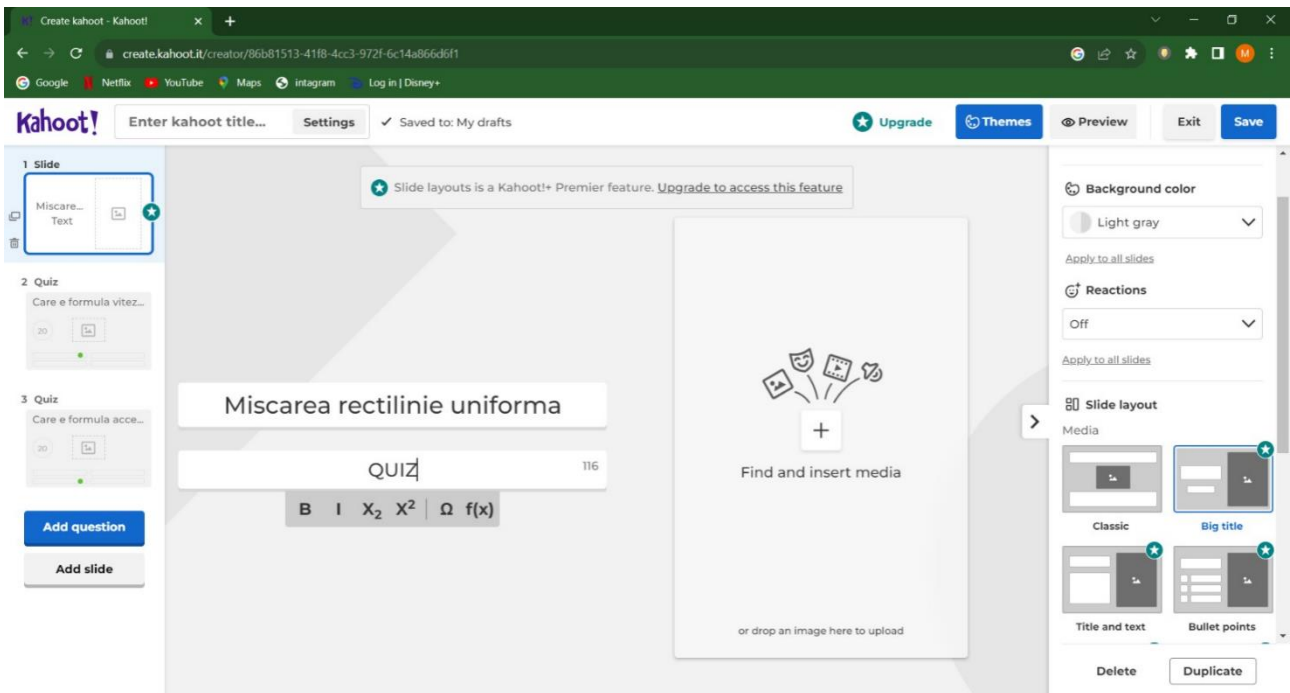 Create kahoot - Kahoot!
create.kahoot.it/creator/86b81513-41f8-4cc3-972f-6c14a866d6f1
M
Google Netflix YouTube Maps intagram Log in | Disney+
Kahoot! Enter kahoot title... Settings Saved to: My drafts Upgrade Themes Preview Exit Save
1 Slide
Miscare...
Text
2 Quiz
Care e formula vitez...
20
3 Quiz
Care e formula acce...
20
Add question
Add slide
Slide layouts is a Kahoot!+ Premier feature. Upgrade to access this feature
Miscarea rectilinie uniforma
QUIZ 116
B I X₂ X² Ω f(x)
Find and insert media
or drop an image here to upload
Background color
Light gray
Apply to all slides
Reactions
Off
Apply to all slides
Slide layout
Media
Classic Big title
Title and text Bullet points
Delete Duplicate